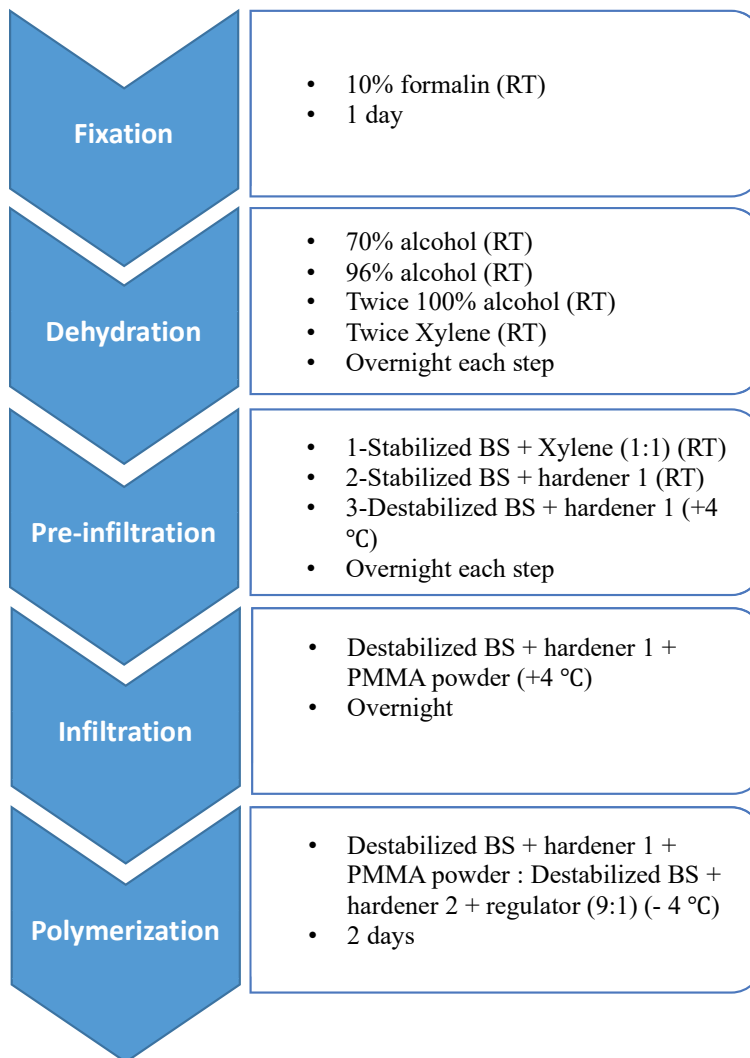 Fixation
• 10% formalin (RT)
• 1 day
Dehydration
• 70% alcohol (RT)
• 96% alcohol (RT)
• Twice 100% alcohol (RT)
• Twice Xylene (RT)
• Overnight each step
Pre-infiltration
• 1-Stabilized BS + Xylene (1:1) (RT)
• 2-Stabilized BS + hardener 1 (RT)
• 3-Destabilized BS + hardener 1 (+4
℃)
• Overnight each step
Infiltration
• Destabilized BS + hardener 1 +
PMMA powder (+4 ℃)
• Overnight
Polymerization
• Destabilized BS + hardener 1 +
PMMA powder : Destabilized BS +
hardener 2 + regulator (9:1) (- 4 ℃)
• 2 days